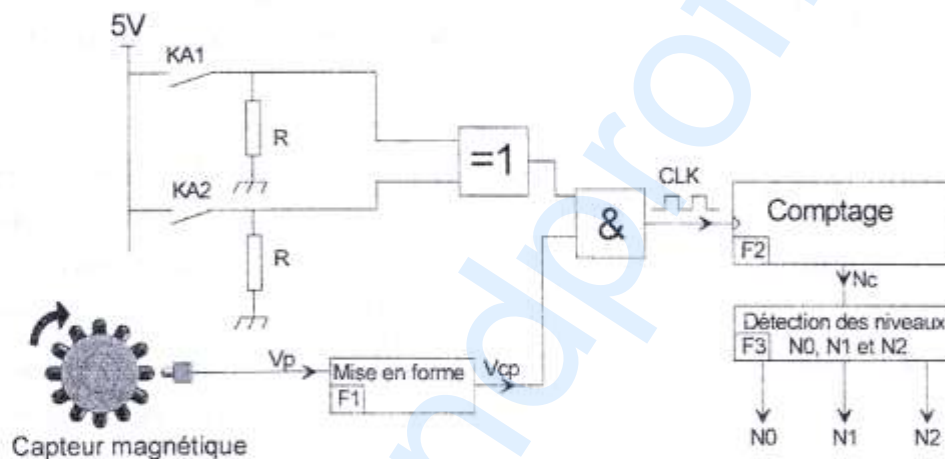 5V
KA1
R
=1
KA2
CLK
&
Comptage
F2
R
Nc
Détection des niveaux
F3 N0, N1 et N2
Vp
Mise en forme
F1
Vcp
N0 N1 N2
Capteur magnétique